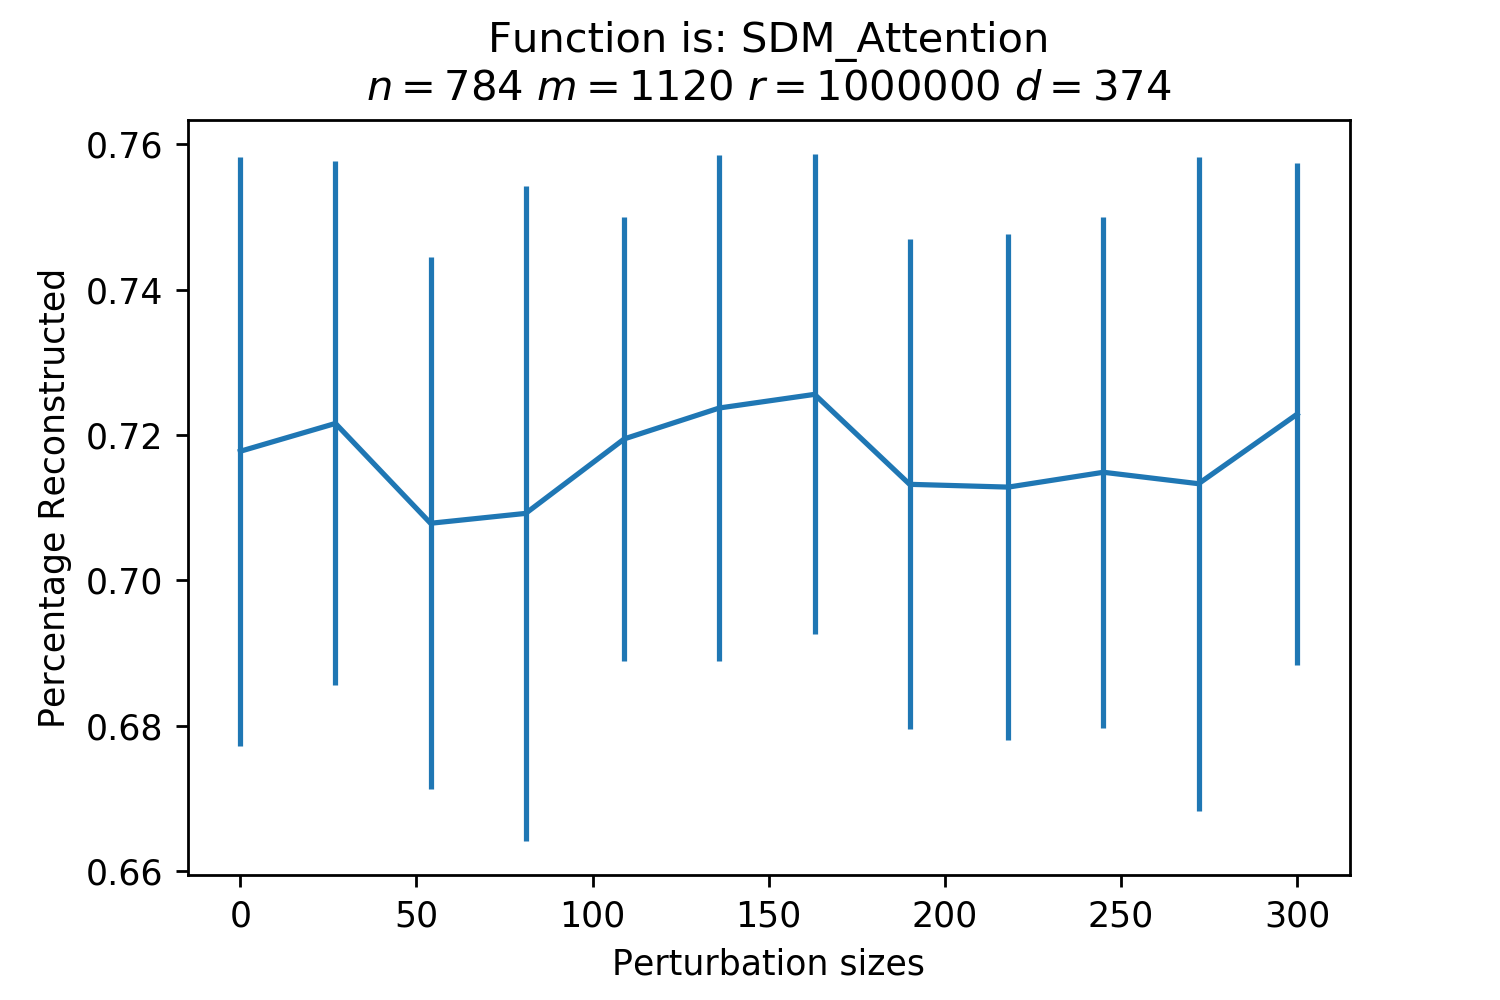 Function is: SDM_Attention
n = 784 m = 1120 r = 1000000 d = 374
0.76
0.74
0.72
0.70
0.68
0.66
Percentage Reconstructed
0 50 100 150 200 250 300
Perturbation sizes